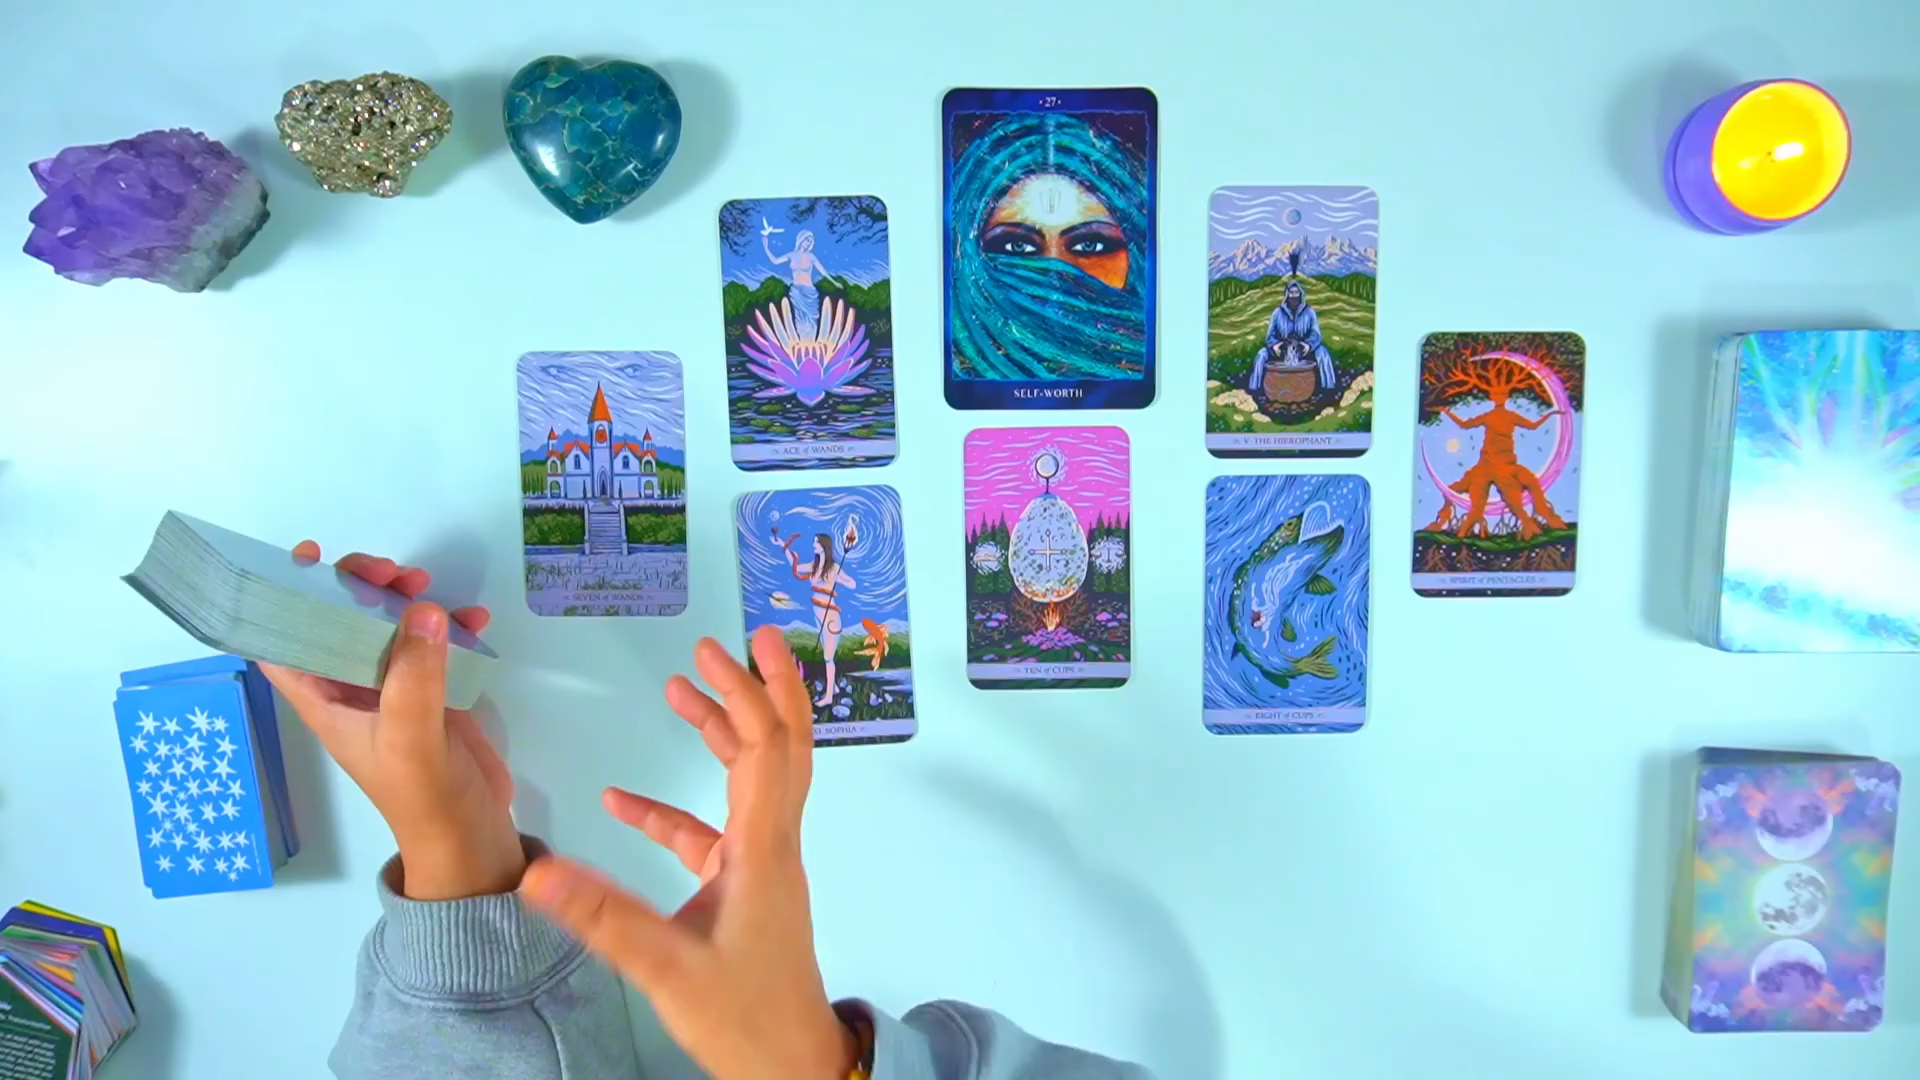 · 27 ·
SELF-WORTH
ACE of WANDS
V THE HIEROPHANT
SEVEN of WANDS
SPIRIT of PENTACLES
XI SOPHIA
TEN of CUPS
EIGHT of CUPS